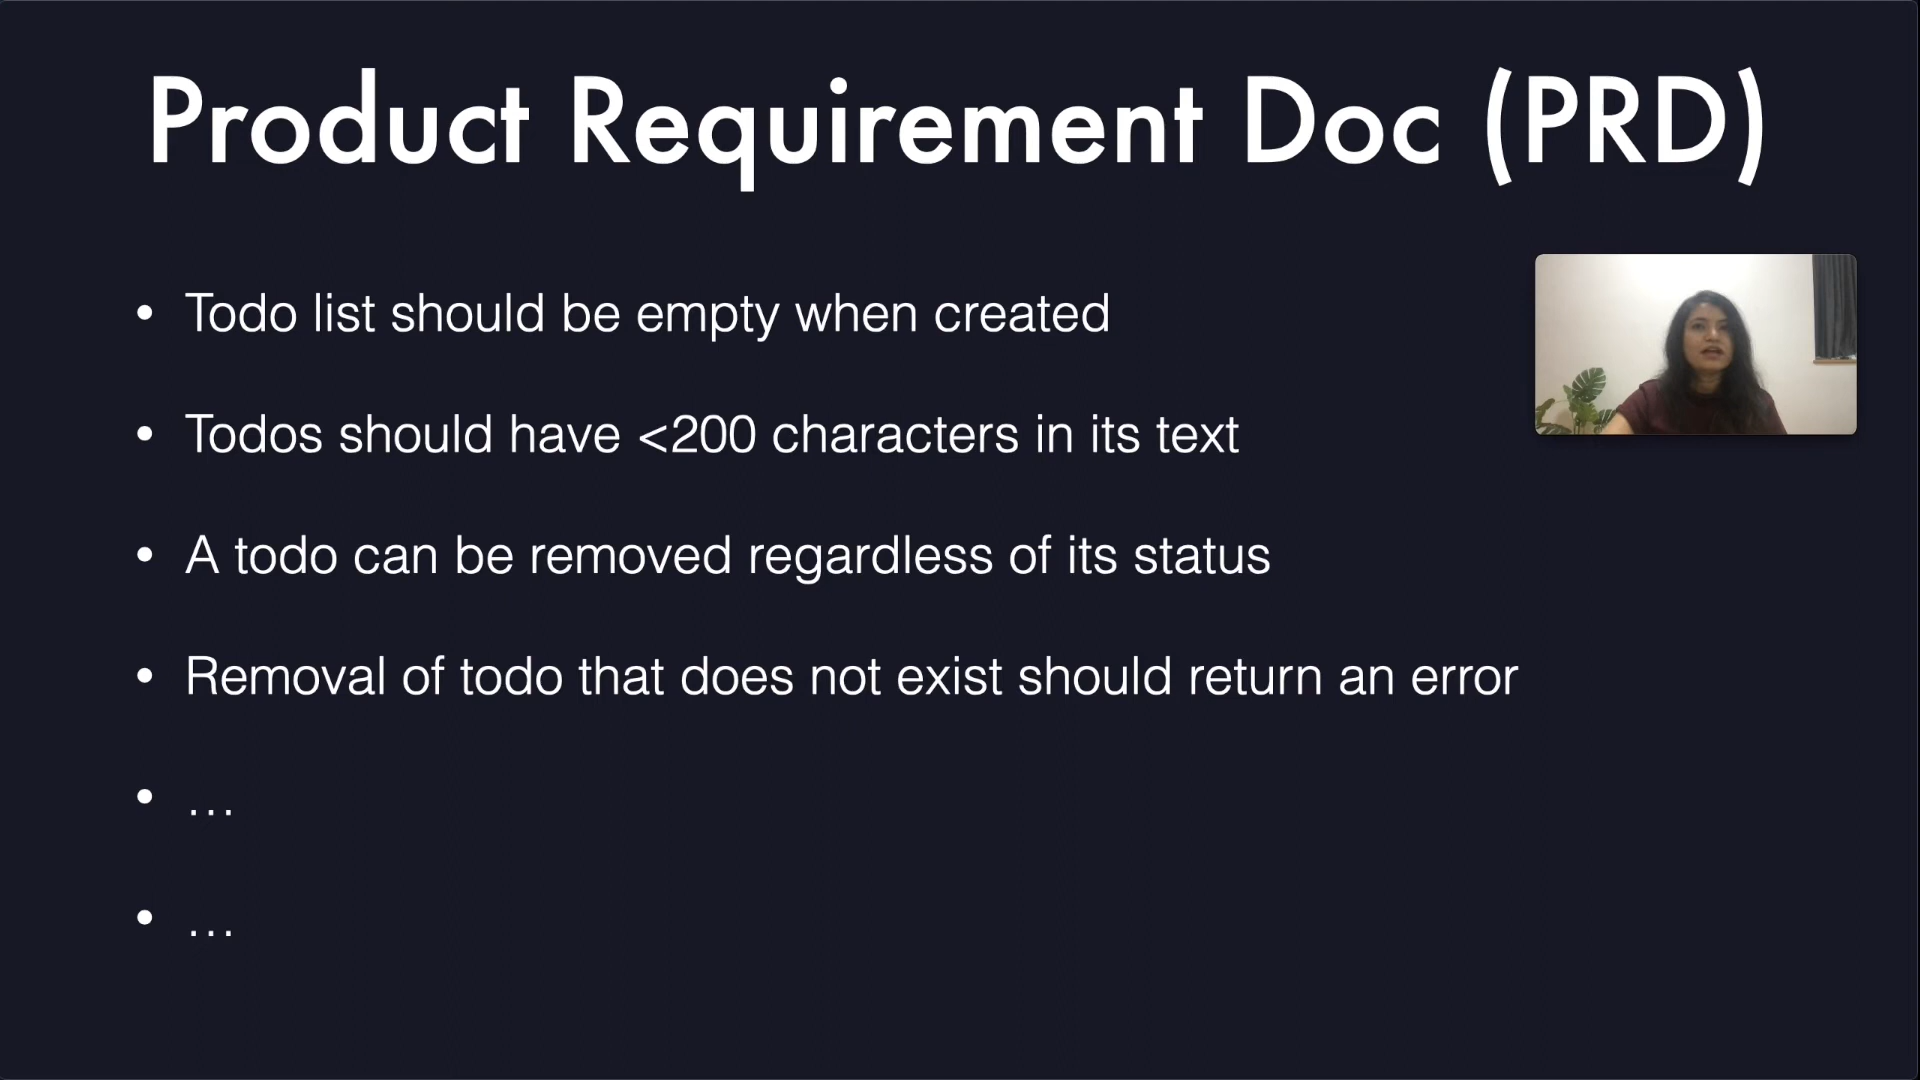 Product Requirement Doc (PRD)
• Todo list should be empty when created
• Todos should have <200 characters in its text
• A todo can be removed regardless of its status
• Removal of todo that does not exist should return an error
• …
• …